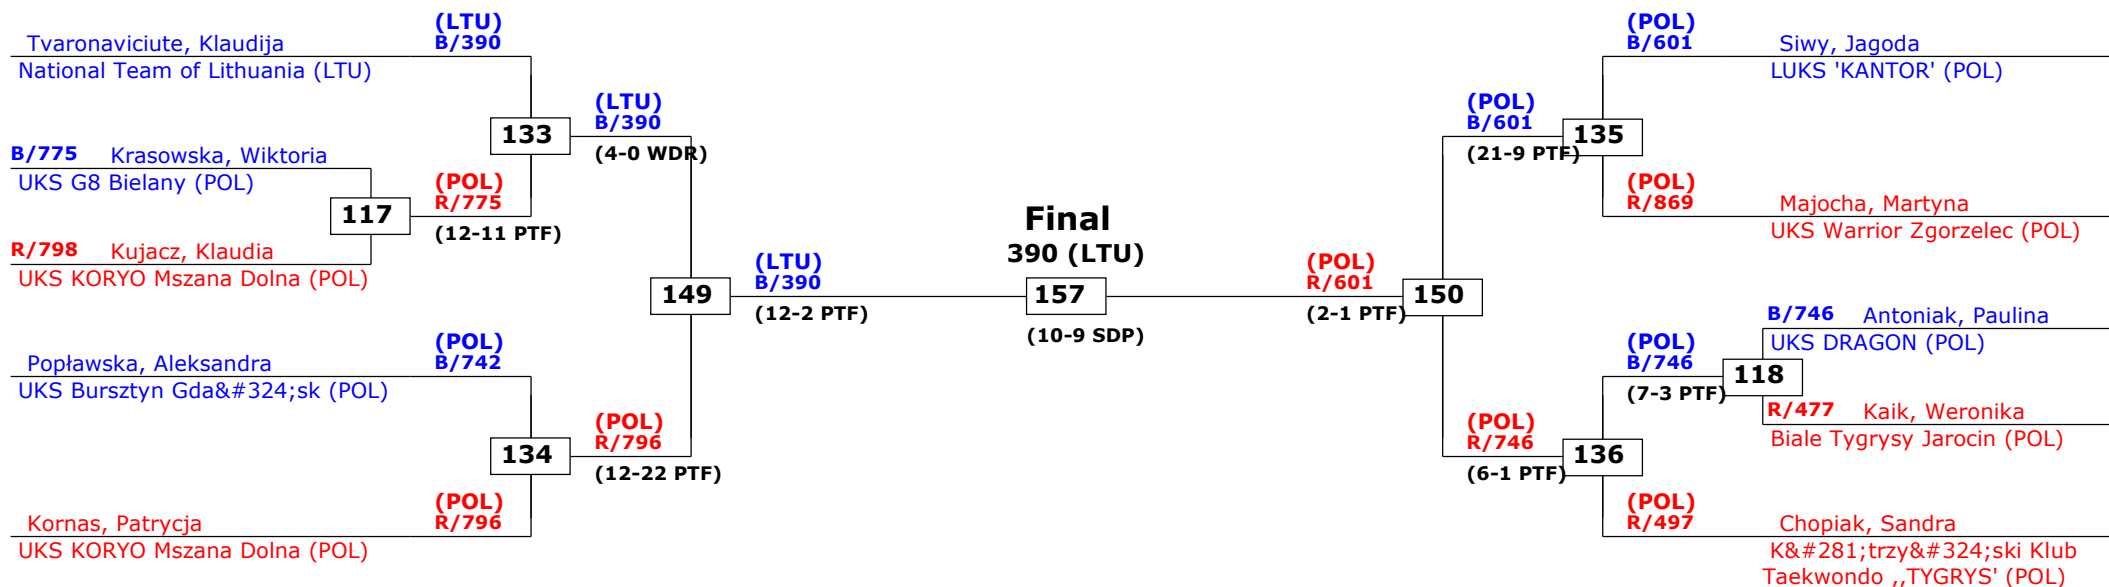 (LTU)
B/390
Tvaronaviciute, Klaudija
National Team of Lithuania (LTU)
133
(LTU)
B/390
(4-0 WDR)
B/775 Krasowska, Wiktoria
UKS G8 Bielany (POL)
117
(POL)
R/775
(12-11 PTF)
R/798 Kujacz, Klaudia
UKS KORYO Mszana Dolna (POL)
149
(LTU)
B/390
(12-2 PTF)
(POL)
B/742
Popławska, Aleksandra
UKS Bursztyn Gda&#324;sk (POL)
134
(POL)
R/796
(12-22 PTF)
(POL)
R/796
Kornas, Patrycja
UKS KORYO Mszana Dolna (POL)
Final
390 (LTU)
157
(10-9 SDP)
(POL)
B/601
Siwy, Jagoda
LUKS 'KANTOR' (POL)
(POL)
B/601
(21-9 PTF)
135
(POL)
R/869
Majocha, Martyna
UKS Warrior Zgorzelec (POL)
(POL)
R/601
(2-1 PTF)
150
B/746 Antoniak, Paulina
UKS DRAGON (POL)
(POL)
B/746
(7-3 PTF)
118
R/477 Kaik, Weronika
Biale Tygrysy Jarocin (POL)
(POL)
R/746
(6-1 PTF)
136
(POL)
R/497
Chopiak, Sandra
K&#281;trzy&#324;ski Klub
Taekwondo ,,TYGRYS' (POL)